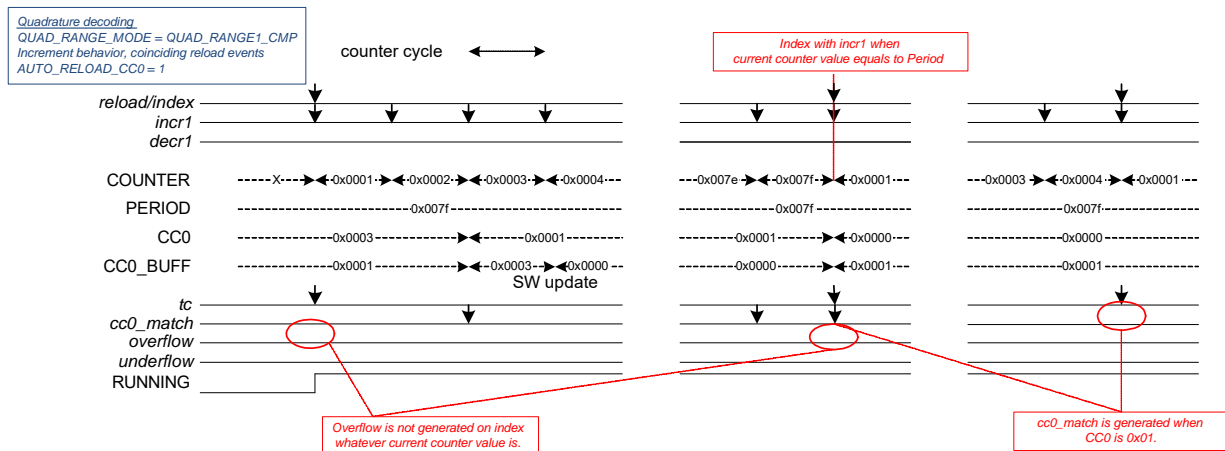 Quadrature decoding
QUAD_RANGE_MODE = QUAD_RANGE1_CMP
Increment behavior, coinciding reload events
AUTO_RELOAD_CC0 = 1
counter cycle
Index with incr1 when
current counter value equals to Period
reload/index
incr1
decr1
COUNTER X 0x0001 0x0002 0x0003 0x0004 0x007e 0x007f 0x0001 0x0003 0x0004 0x0001
PERIOD 0x007f 0x007f 0x007f
CC0 0x0003 0x0001 0x0001 0x0000 0x0000
CC0_BUFF 0x0001 0x0003 0x0000 0x0000 0x0001 0x0001
SW update
tc
cc0_match
overflow
underflow
RUNNING
Overflow is not generated on index
whatever current counter value is.
cc0_match is generated when
CC0 is 0x01.